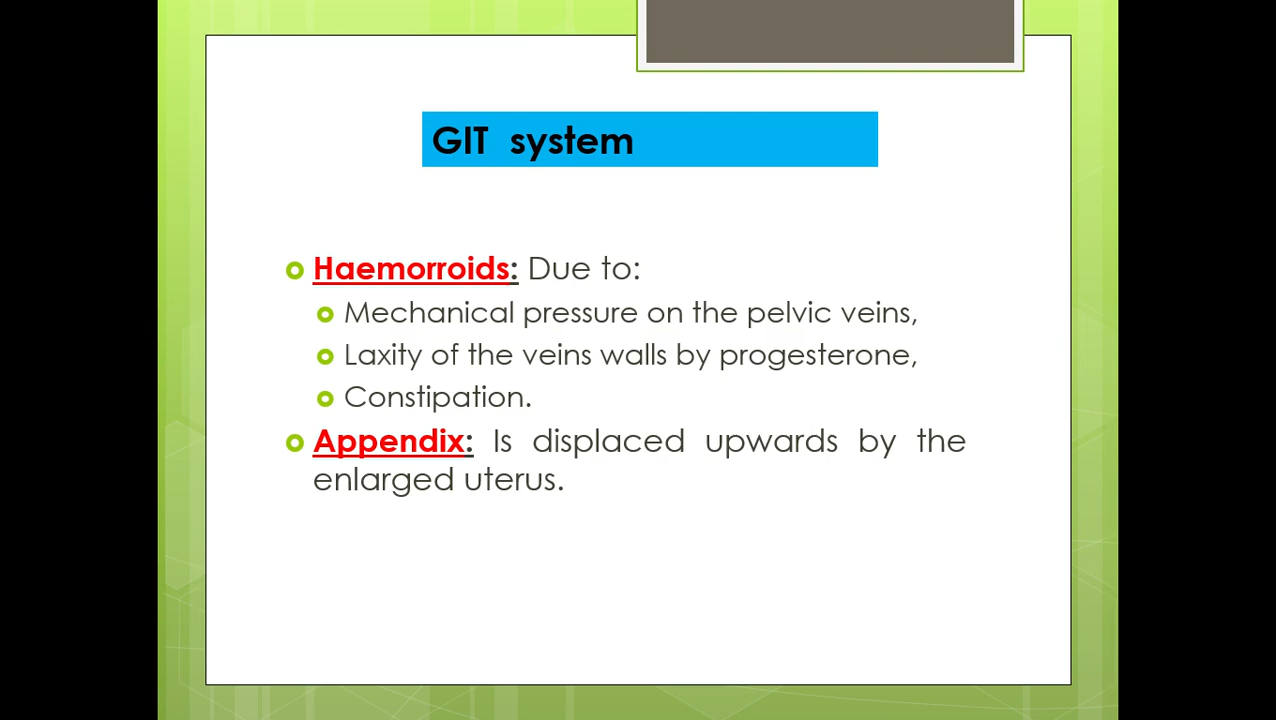 GIT system
Haemorroids: Due to:
Mechanical pressure on the pelvic veins,
Laxity of the veins walls by progesterone,
Constipation.
Appendix: Is displaced upwards by the
enlarged uterus.